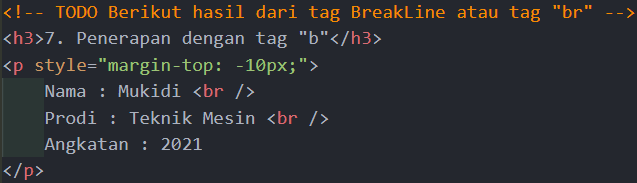 <!-- TODO Berikut hasil dari tag BreakLine atau tag "br" -->
<h3>7. Penerapan dengan tag "b"</h3>
<p style="margin-top: -10px;">
Nama : Mukidi <br />
Prodi : Teknik Mesin <br />
Angkatan : 2021
</p>